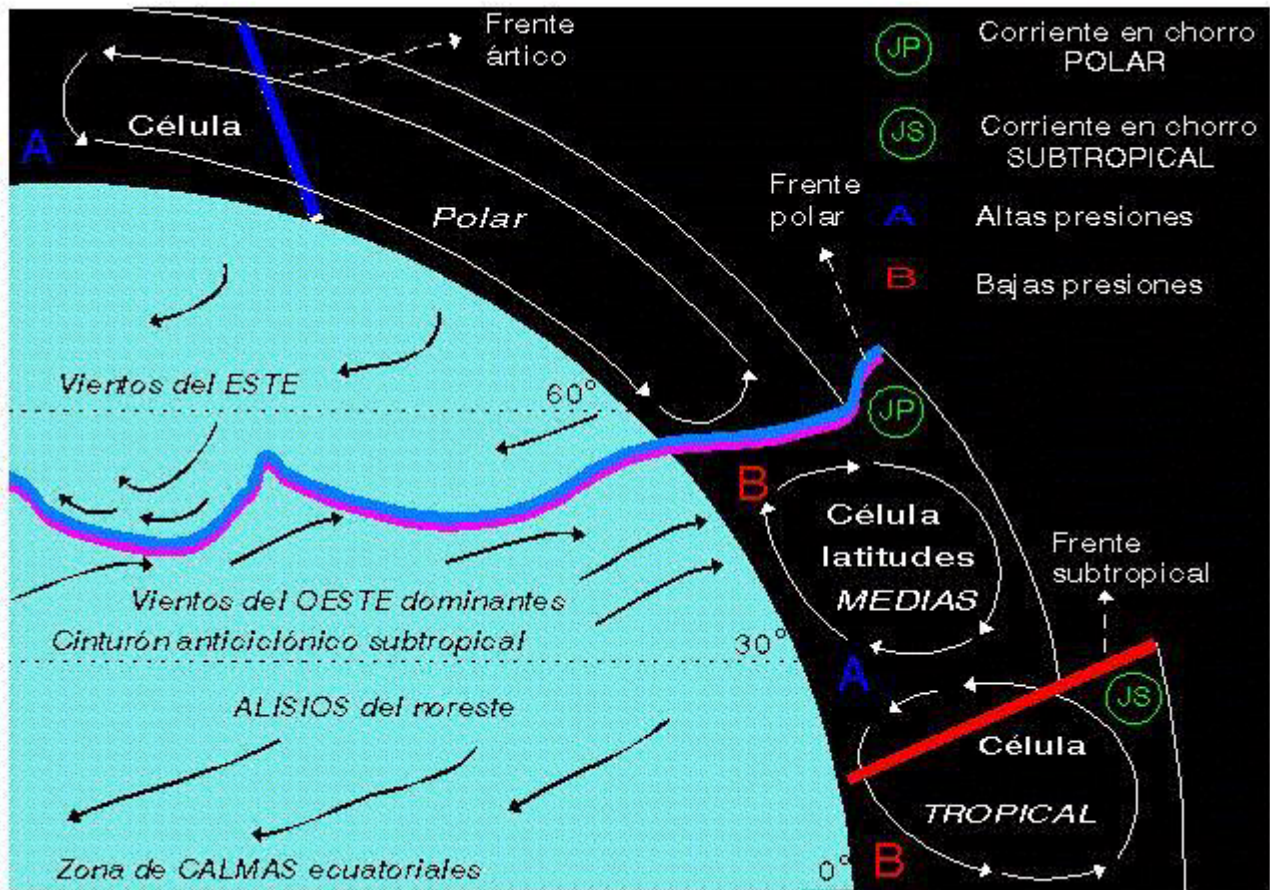 Frente
ártico
JP
Corriente en chorro
POLAR
JS
Corriente en chorro
SUBTROPICAL
A
Altas presiones
B
Bajas presiones
A
Célula
Polar
Frente
polar
Vientos del ESTE
60°
JP
B
Célula
latitudes
MEDIAS
Frente
subtropical
Vientos del OESTE dominantes
Cinturón anticiclónico subtropical
30°
A
JS
ALISIOS del noreste
Célula
TROPICAL
Zona de CALMAS ecuatoriales
0°
B